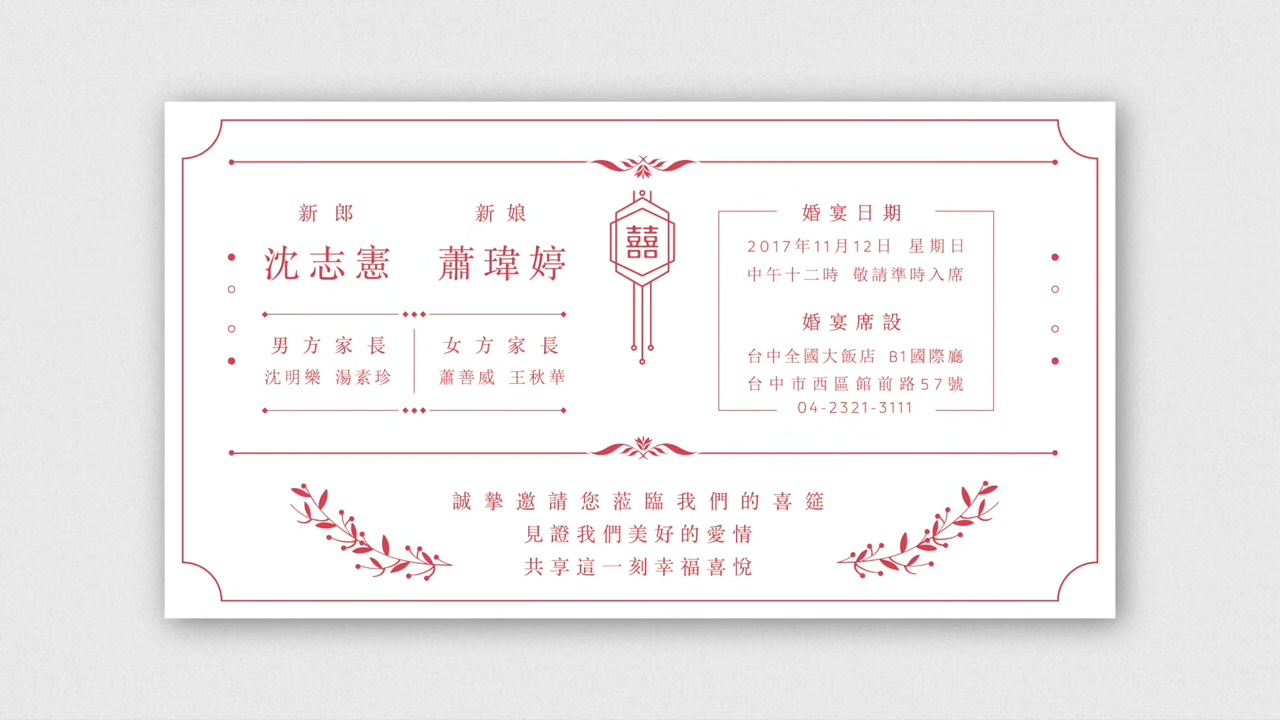 新郎
沈志憲
新娘
蕭瑋婷
男方家長
沈明樂 湯素珍
女方家長
蕭善威 王秋華
囍
婚宴日期
2017年11月12日 星期日
中午十二時 敬請準時入席
婚宴席設
台中全國大飯店 B1國際廳
台中市西區館前路57號
04-2321-3111
誠摯邀請您蒞臨我們的喜筵
見證我們美好的愛情
共享這一刻幸福喜悅